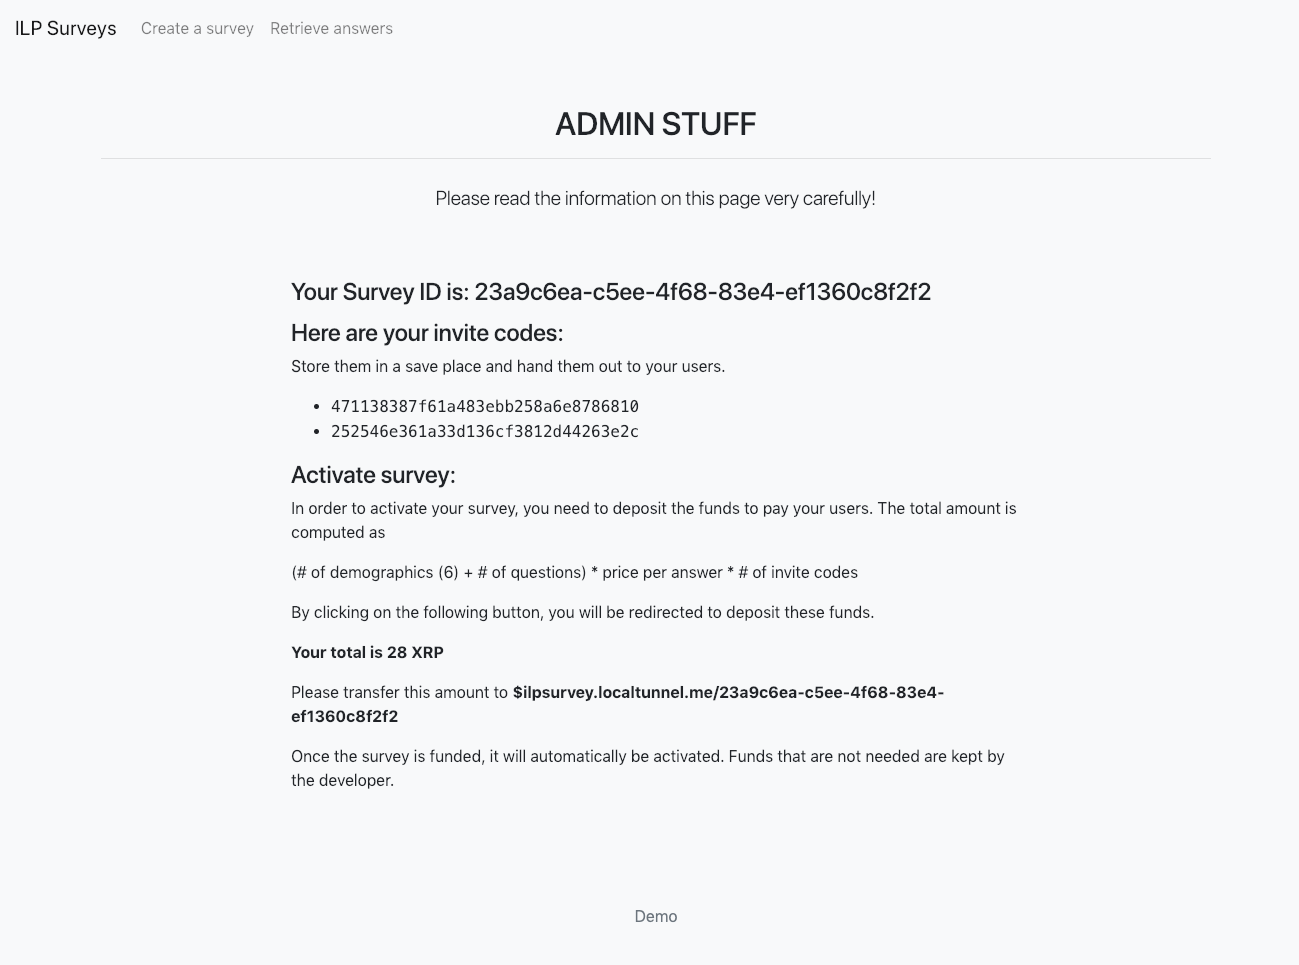 ILP Surveys Create a survey Retrieve answers
ADMIN STUFF
Please read the information on this page very carefully!
Your Survey ID is: 23a9c6ea-c5ee-4f68-83e4-ef1360c8f2f2
Here are your invite codes:
Store them in a save place and hand them out to your users.
• 471138387f61a483ebb258a6e8786810
• 252546e361a33d136cf3812d44263e2c
Activate survey:
In order to activate your survey, you need to deposit the funds to pay your users. The total amount is
computed as
(# of demographics (6) + # of questions) * price per answer * # of invite codes
By clicking on the following button, you will be redirected to deposit these funds.
Your total is 28 XRP
Please transfer this amount to $ilpsurvey.localtunnel.me/23a9c6ea-c5ee-4f68-83e4-
ef1360c8f2f2
Once the survey is funded, it will automatically be activated. Funds that are not needed are kept by
the developer.
Demo